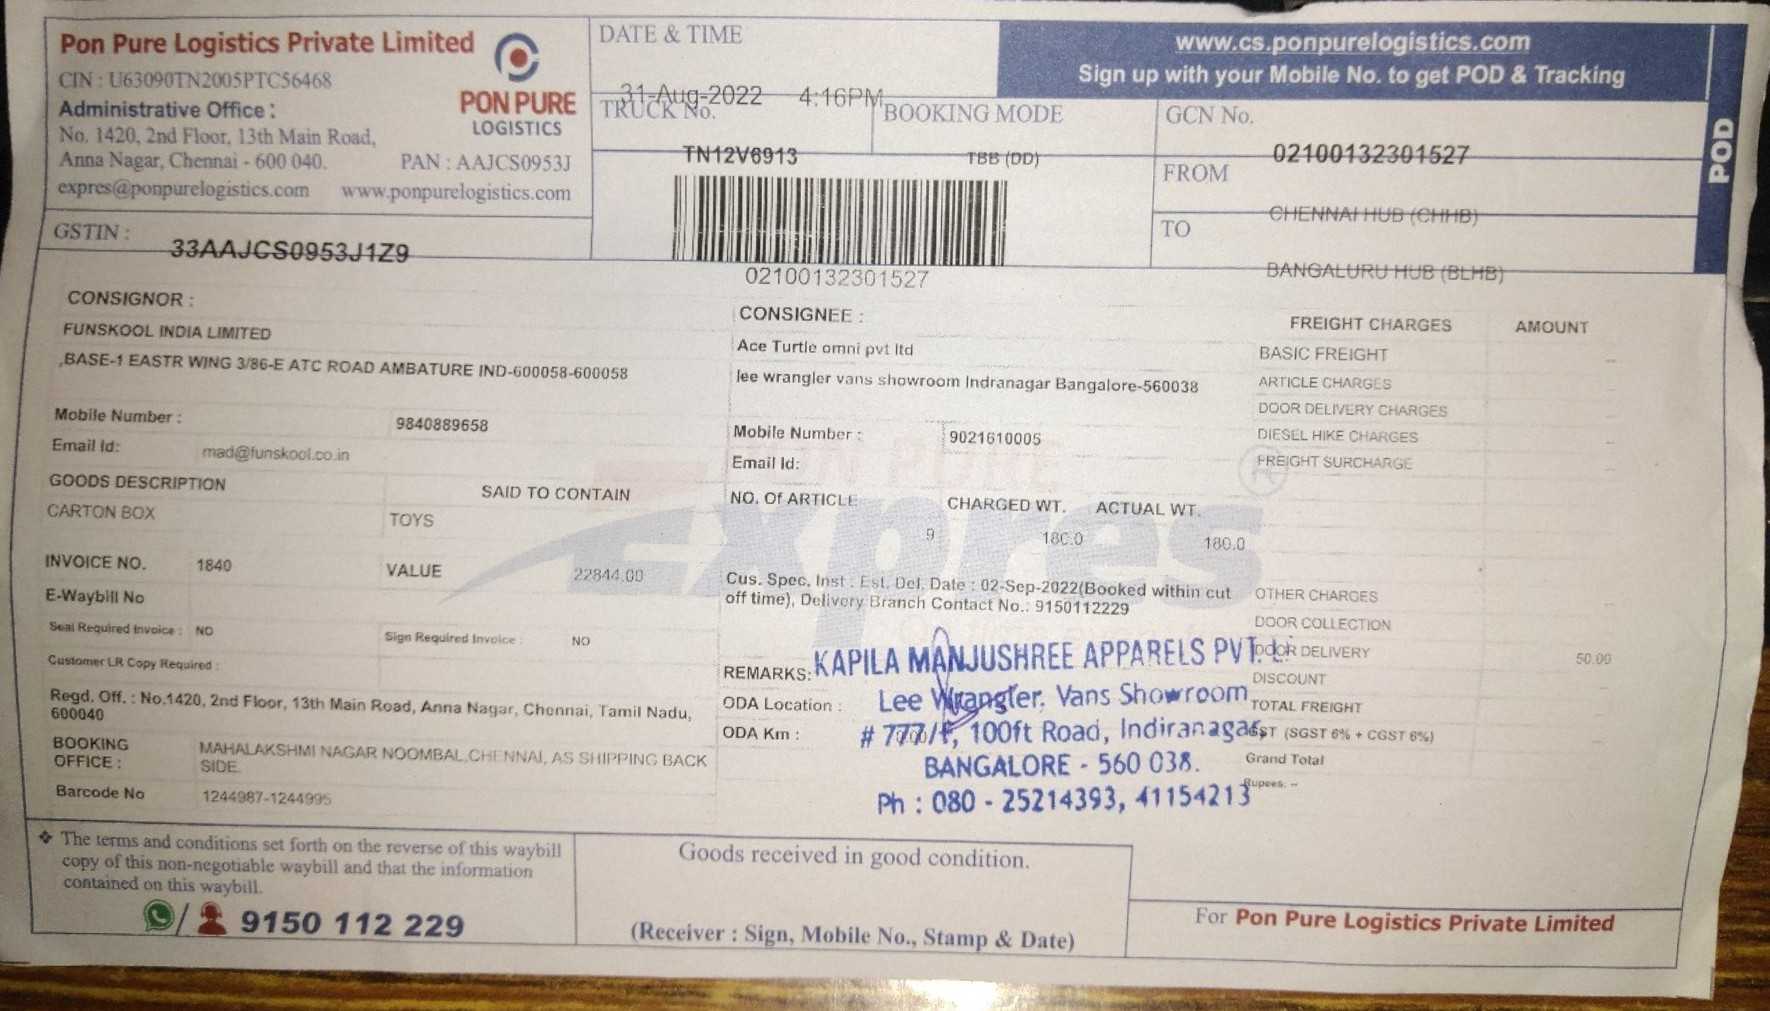 Pon Pure Logistics Private Limited
CIN : U63090TN2005PTC56468
Administrative Office :
No. 1420, 2nd Floor, 13th Main Road,
Anna Nagar, Chennai - 600 040. PAN : AAJCS0953J
expres@ponpurelogistics.com www.ponpurelogistics.com
PON PURE
LOGISTICS
GSTIN : 33AAJCS0953J1Z9
DATE & TIME
31-Aug-2022 4:16PM
TRUCK No. BOOKING MODE
TN12V6913 TBB (DD)
02100132301527
www.cs.ponpurelogistics.com
Sign up with your Mobile No. to get POD & Tracking
POD
GCN No.
02100132301527
FROM
CHENNAI HUB (CHHB)
TO
BANGALURU HUB (BLHB)
CONSIGNOR :
FUNSKOOL INDIA LIMITED
,BASE-1 EASTR WING 3/86-E ATC ROAD AMBATURE IND-600058-600058
Mobile Number : 9840889658
Email Id: mad@funskool.co.in
GOODS DESCRIPTION SAID TO CONTAIN
CARTON BOX TOYS
INVOICE NO. 1840 VALUE 22844.00
E-Waybill No
Seal Required Invoice : NO Sign Required Invoice : NO
Customer LR Copy Required :
Regd. Off. : No.1420, 2nd Floor, 13th Main Road, Anna Nagar, Chennai, Tamil Nadu,
600040
BOOKING OFFICE : MAHALAKSHMI NAGAR NOOMBAL,CHENNAI, AS SHIPPING BACK
SIDE.
Barcode No 1244987-1244995
CONSIGNEE :
Ace Turtle omni pvt ltd
lee wrangler vans showroom Indranagar Bangalore-560038
Mobile Number : 9021610005
Email Id:
PON PURE
Expres
NO. Of ARTICLE CHARGED WT. ACTUAL WT.
9 180.0 180.0
Cus. Spec. Inst : Est. Del. Date : 02-Sep-2022(Booked within cut
off time), Delivery Branch Contact No.: 9150112229
REMARKS:
ODA Location :
ODA Km :
KAPILA MANJUSHREE APPARELS PVT. L
Lee Wrangler, Vans Showroom
# 777/f, 100ft Road, Indiranagar,
BANGALORE - 560 038.
Ph : 080 - 25214393, 41154213
FREIGHT CHARGES AMOUNT
BASIC FREIGHT --
ARTICLE CHARGES
DOOR DELIVERY CHARGES
DIESEL HIKE CHARGES
FREIGHT SURCHARGE
OTHER CHARGES
DOOR COLLECTION
DOOR DELIVERY 50.00
DISCOUNT
TOTAL FREIGHT
GST (SGST 6% + CGST 6%)
Grand Total
Rupees: --
❖ The terms and conditions set forth on the reverse of this waybill
copy of this non-negotiable waybill and that the information
contained on this waybill.
/ 9150 112 229
Goods received in good condition.
(Receiver : Sign, Mobile No., Stamp & Date)
For Pon Pure Logistics Private Limited